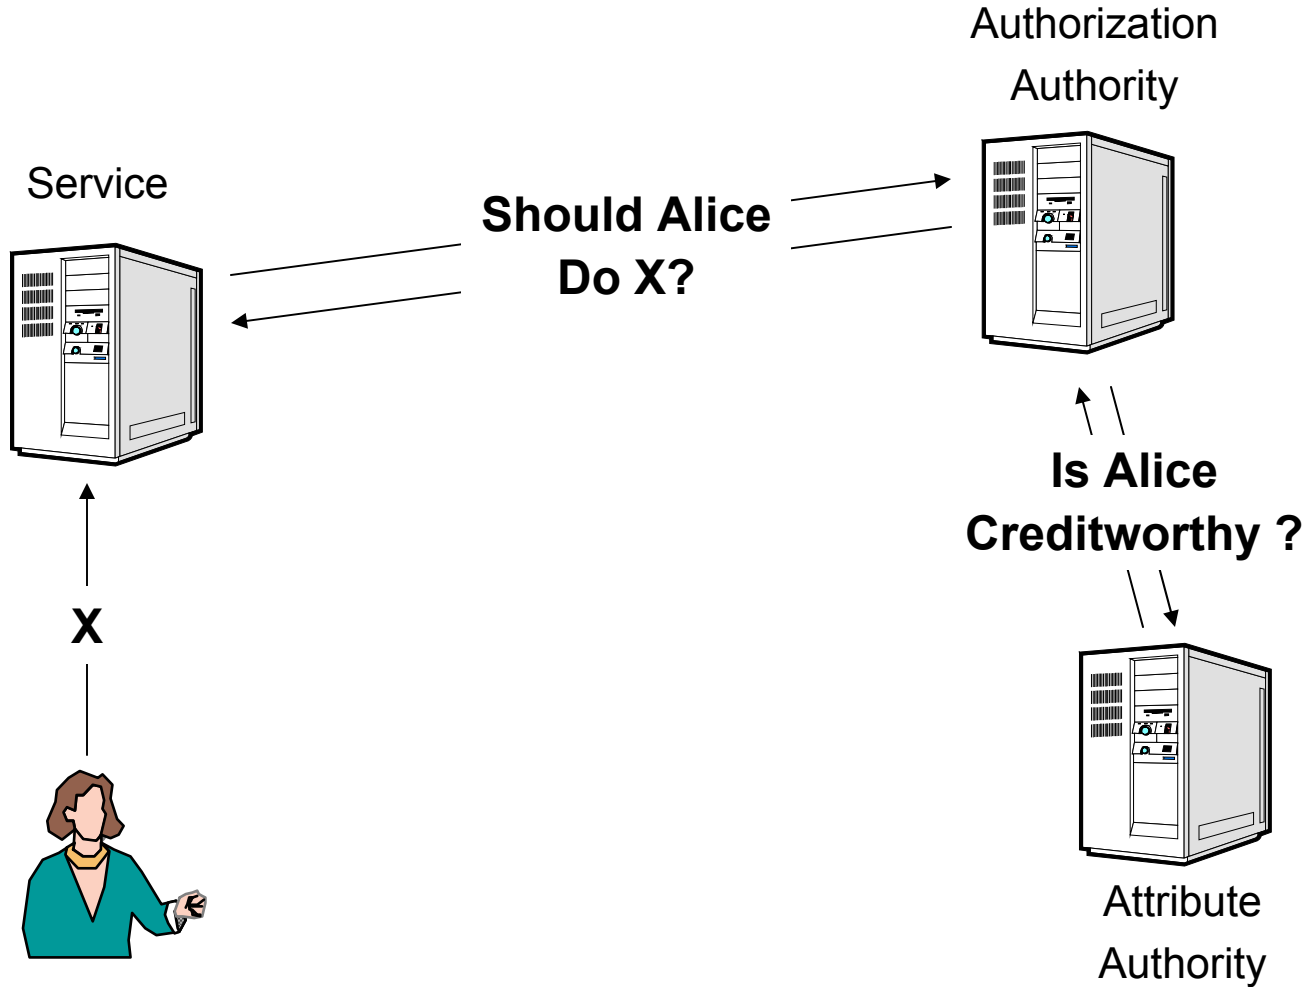 Authorization
Authority
Service
Should Alice
Do X?
Is Alice
Creditworthy ?
X
Attribute
Authority